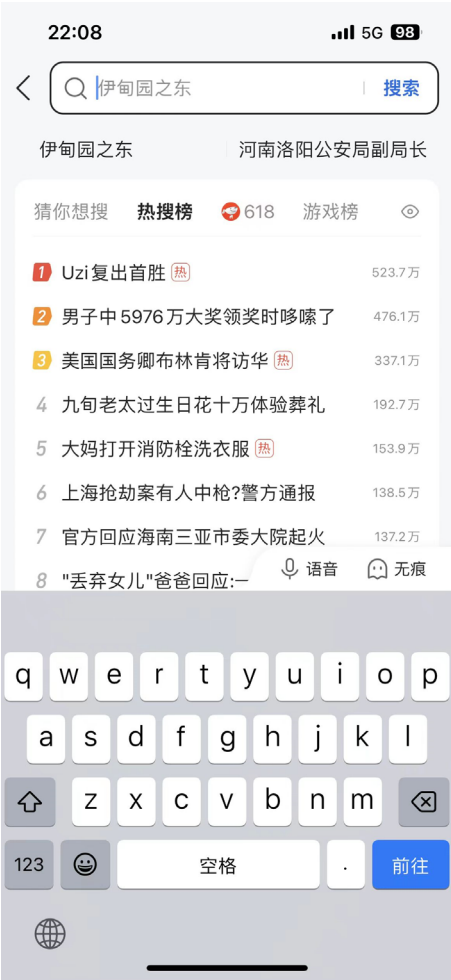 22:08 5G 98
伊甸园之东 搜索
伊甸园之东 河南洛阳公安局副局长
猜你想搜 热搜榜 618 游戏榜
1 Uzi复出首胜 热 523.7万
2 男子中5976万大奖领奖时哆嗦了 476.1万
3 美国国务卿布林肯将访华 热 337.1万
4 九旬老太过生日花十万体验葬礼 192.7万
5 大妈打开消防栓洗衣服 热 153.9万
6 上海抢劫案有人中枪?警方通报 138.5万
7 官方回应海南三亚市委大院起火 137.2万
8 "丢弃女儿"爸爸回应:一
语音 无痕
q w e r t y u i o p
a s d f g h j k l
z x c v b n m
123 空格 . 前往